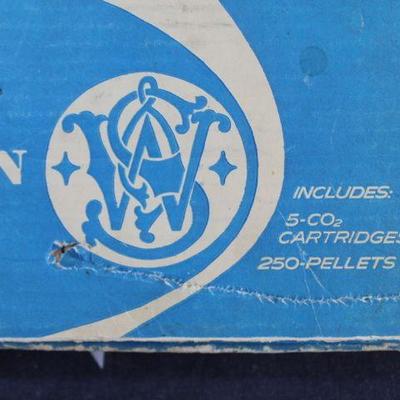 N
INCLUDES:
5-CO₂
CARTRIDGES
250-PELLETS